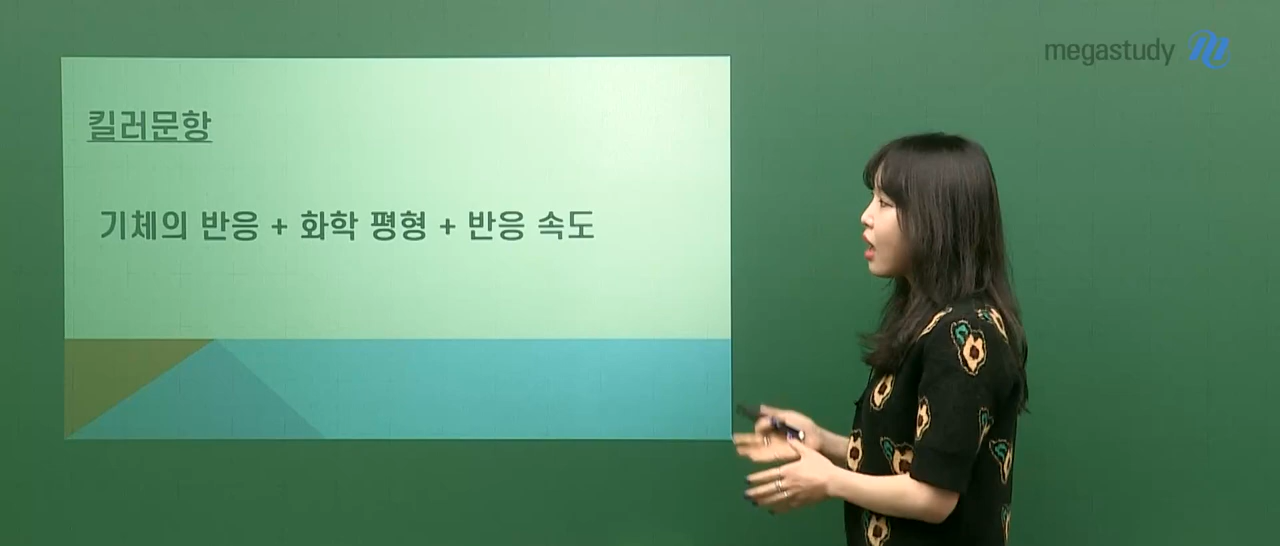 megastudy
킬러문항
기체의 반응 + 화학 평형 + 반응 속도